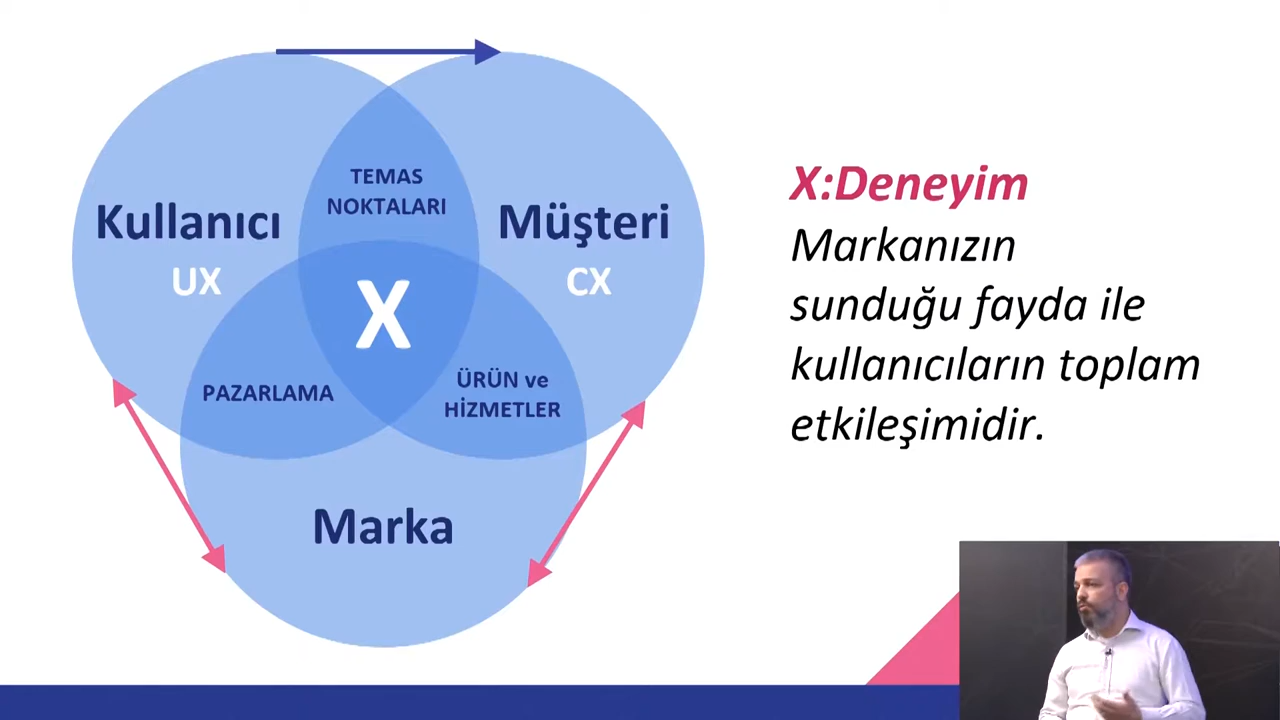 TEMAS
NOKTALARI
Kullanıcı
UX
Müşteri
CX
X
PAZARLAMA
ÜRÜN ve
HİZMETLER
Marka
X:Deneyim
Markanızın
sunduğu fayda ile
kullanıcıların toplam
etkileşimidir.